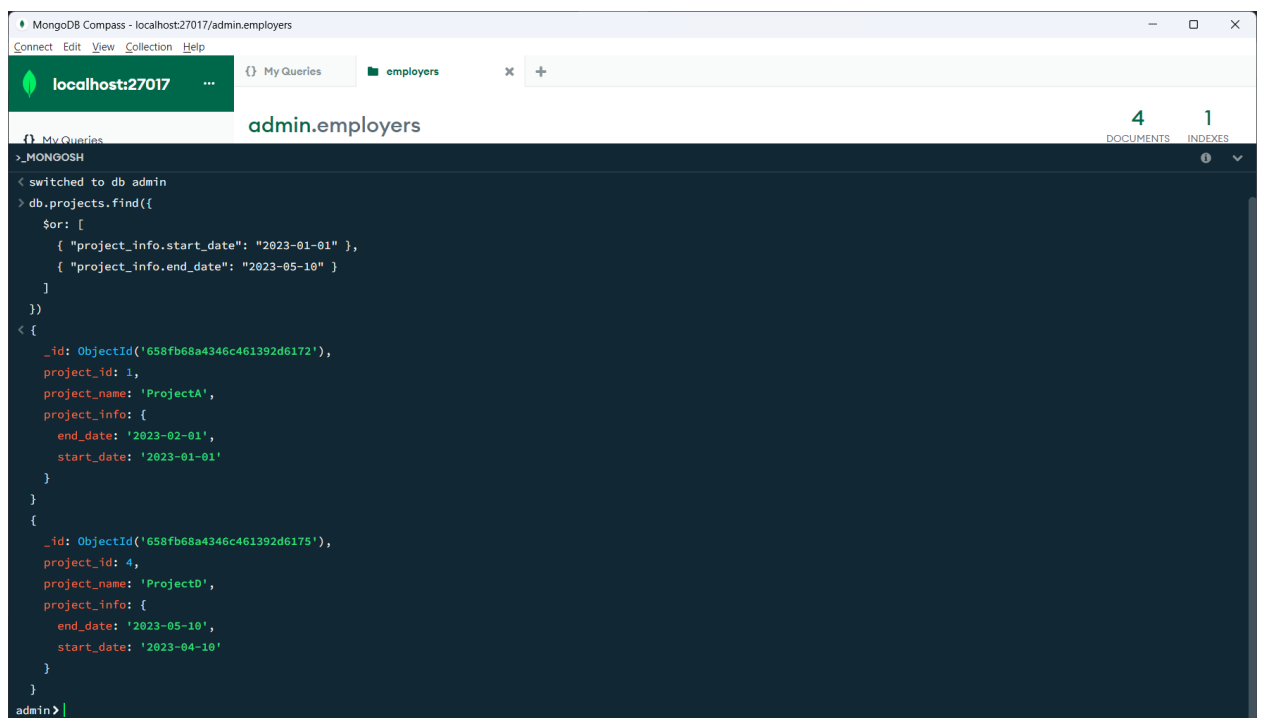 MongoDB Compass - localhost:27017/admin.employers
Connect Edit View Collection Help
localhost:27017 ...
{} My Queries
employers
admin.employers
4
DOCUMENTS
1
INDEXES
{} My Queries
>_MONGOSH
< switched to db admin
> db.projects.find({
$or: [
{ "project_info.start_date": "2023-01-01" },
{ "project_info.end_date": "2023-05-10" }
]
})
< {
_id: ObjectId('658fb68a4346c461392d6172'),
project_id: 1,
project_name: 'ProjectA',
project_info: {
end_date: '2023-02-01',
start_date: '2023-01-01'
}
}
{
_id: ObjectId('658fb68a4346c461392d6175'),
project_id: 4,
project_name: 'ProjectD',
project_info: {
end_date: '2023-05-10',
start_date: '2023-04-10'
}
}
admin>